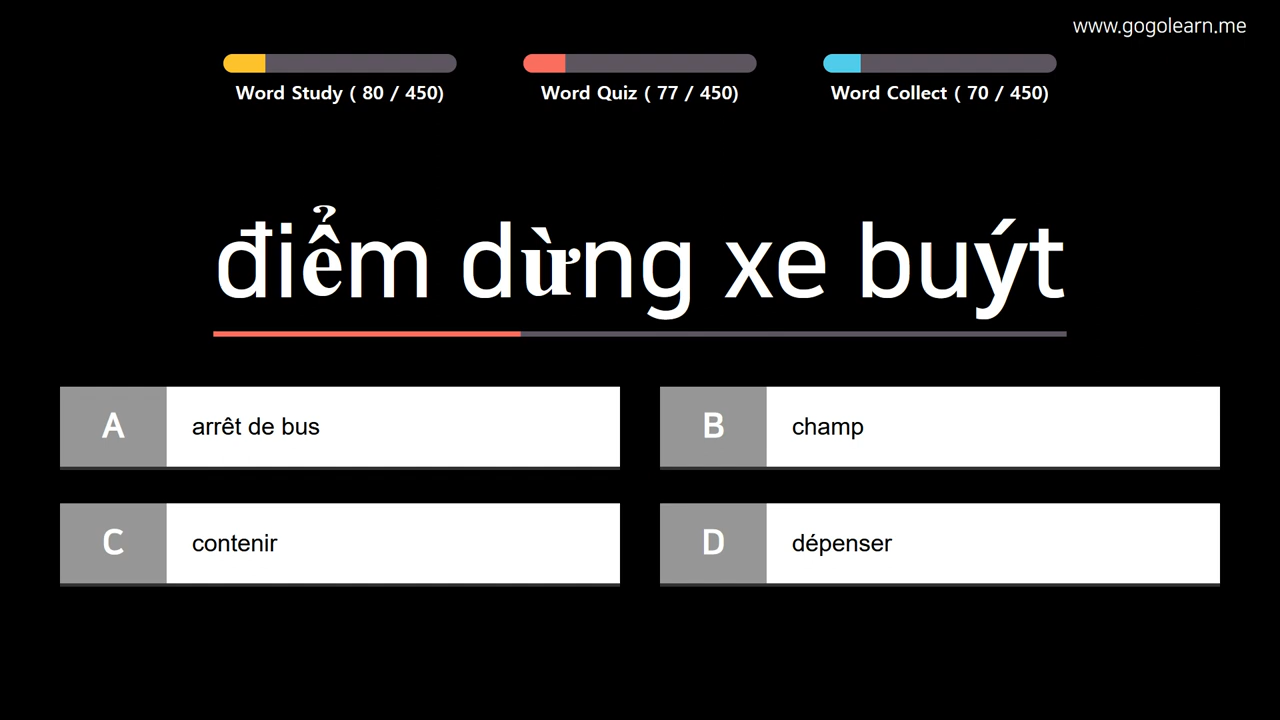 www.gogolearn.me
Word Study ( 80 / 450)
Word Quiz ( 77 / 450)
Word Collect ( 70 / 450)
điểm dừng xe buýt
A arrêt de bus
B champ
C contenir
D dépenser